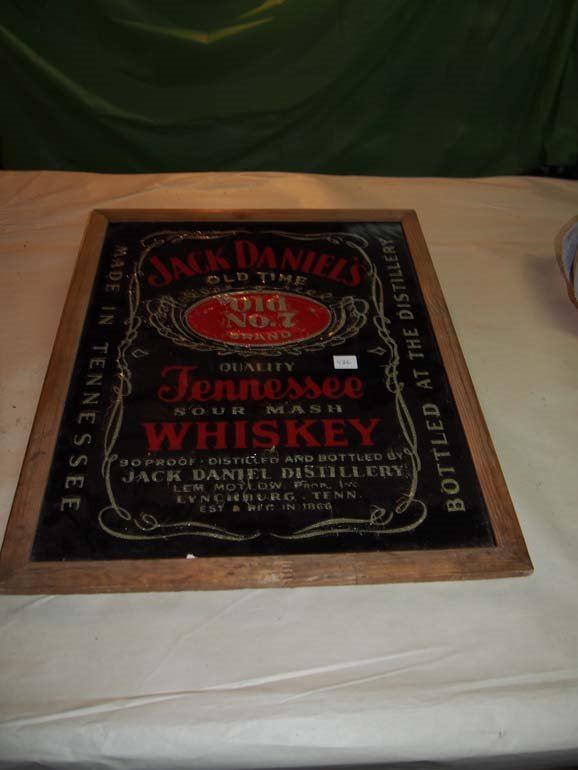 JACK DANIEL'S
OLD TIME
Old
No. 7
BRAND
QUALITY
Tennessee
SOUR MASH
WHISKEY
90 PROOF · DISTILLED AND BOTTLED BY
JACK DANIEL DISTILLERY
LEM MOTLOW, PROP., INC.
LYNCHBURG, TENN.
EST & REG. IN 1866
MADE IN TENNESSEE
BOTTLED AT THE DISTILLERY